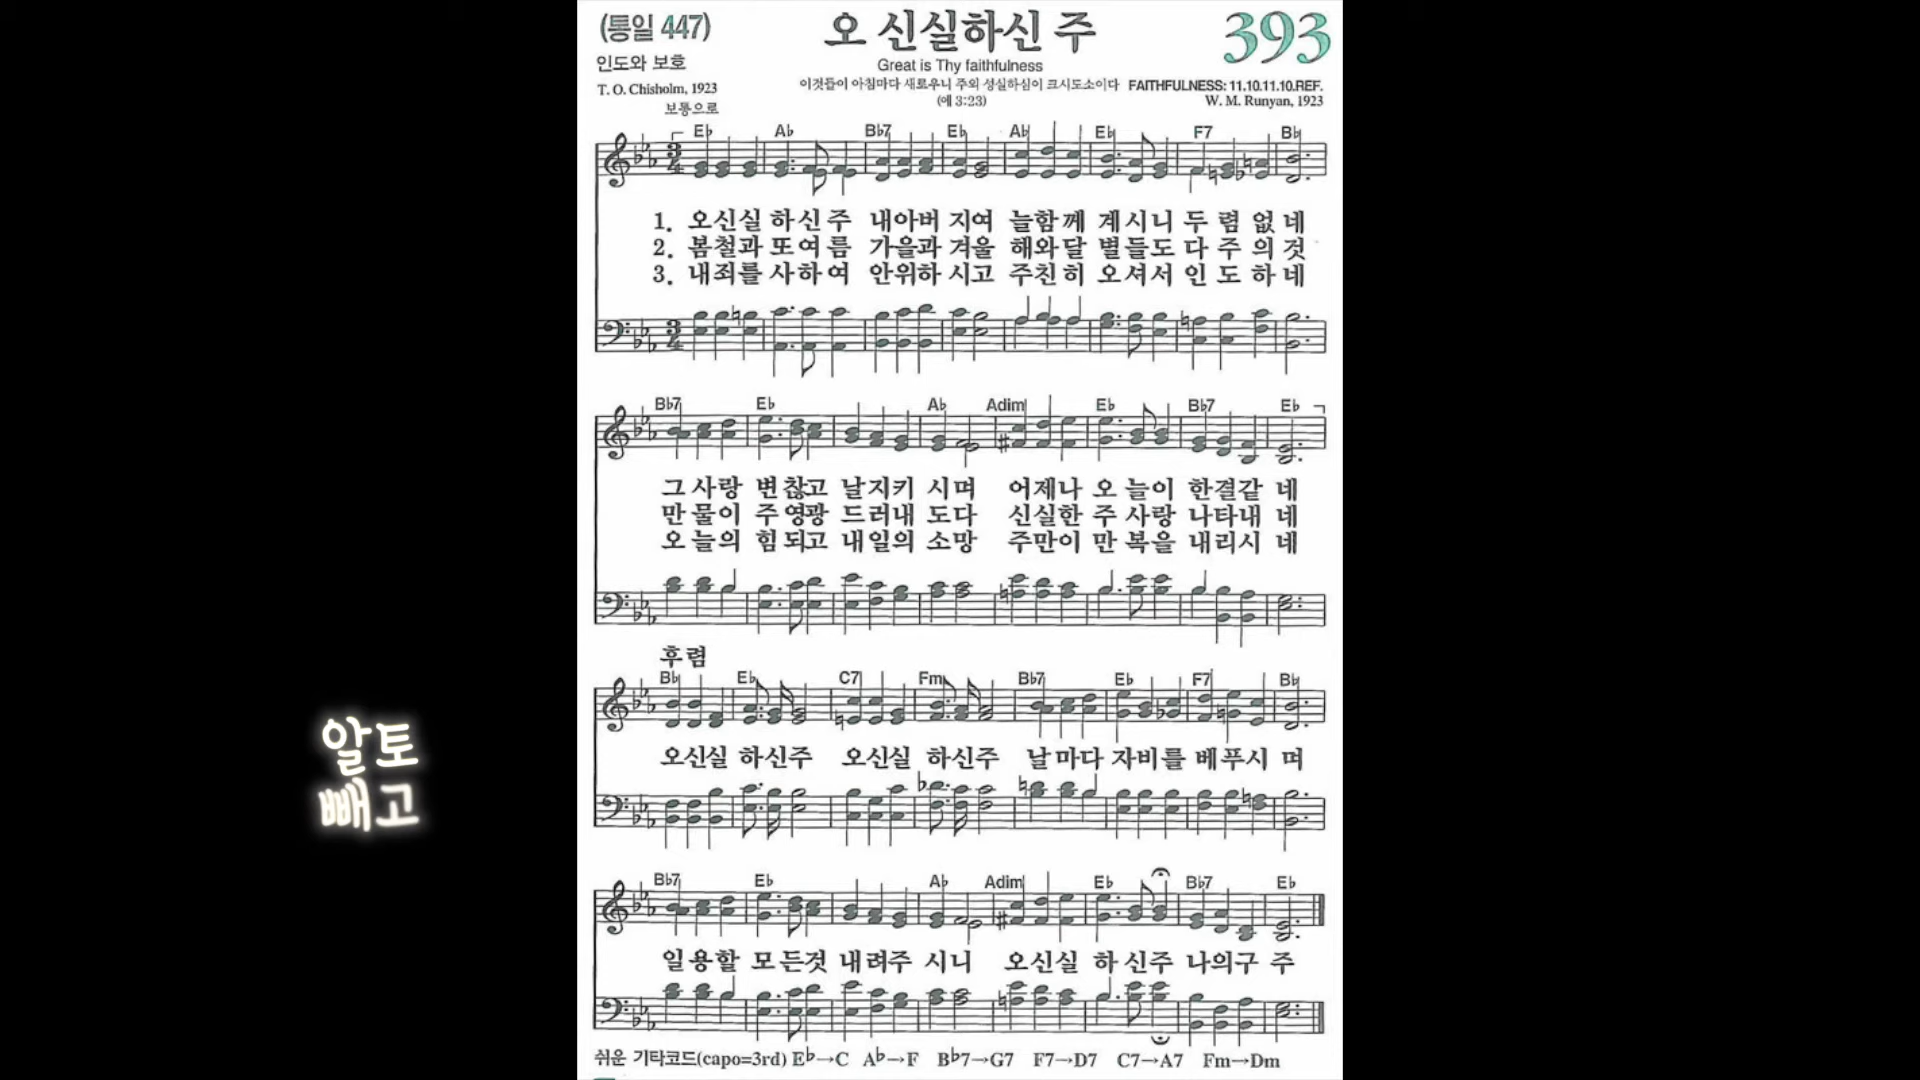 (통일 447)
오 신실하신 주
393
인도와 보호
Great is Thy faithfulness
T. O. Chisholm, 1923
이것들이 아침마다 새로우니 주의 성실하심이 크시도소이다
(애 3:23)
FAITHFULNESS: 11.10.11.10.REF.
W. M. Runyan, 1923
보통으로
E♭ A♭ B♭7 E♭ A♭ E♭ F7 B♭
3 4
1. 오신실 하신주 내아버 지여 늘함께 계시니 두 렴 없 네
2. 봄철과 또여름 가을과 겨울 해와달 별들도 다 주 의 것
3. 내죄를 사하여 안위하 시고 주친히 오셔서 인 도 하 네
3 4
B♭7 E♭ A♭ Adim E♭ B♭7 E♭
그사랑 변찮고 날지키 시며 어제나 오늘이 한결같 네
만물이 주영광 드러내 도다 신실한 주사랑 나타내 네
오늘의 힘되고 내일의 소망 주만이 만복을 내리시 네
후렴
B♭ E♭ C7 Fm B♭7 E♭ F7 B♭
오신실 하신주 오신실 하신주 날마다 자비를 베푸시 며
알토
빼고
B♭7 E♭ A♭ Adim E♭ B♭7 E♭
일용할 모든것 내려주 시니 오신실 하신주 나의구 주
쉬운 기타코드(capo=3rd) E♭→C A♭→F B♭7→G7 F7→D7 C7→A7 Fm→Dm